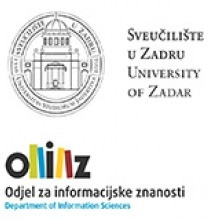 SVEUČILIŠTE
U ZADRU
UNIVERSITY
OF ZADAR
Odjel za informacijske znanosti
Department of Information Sciences